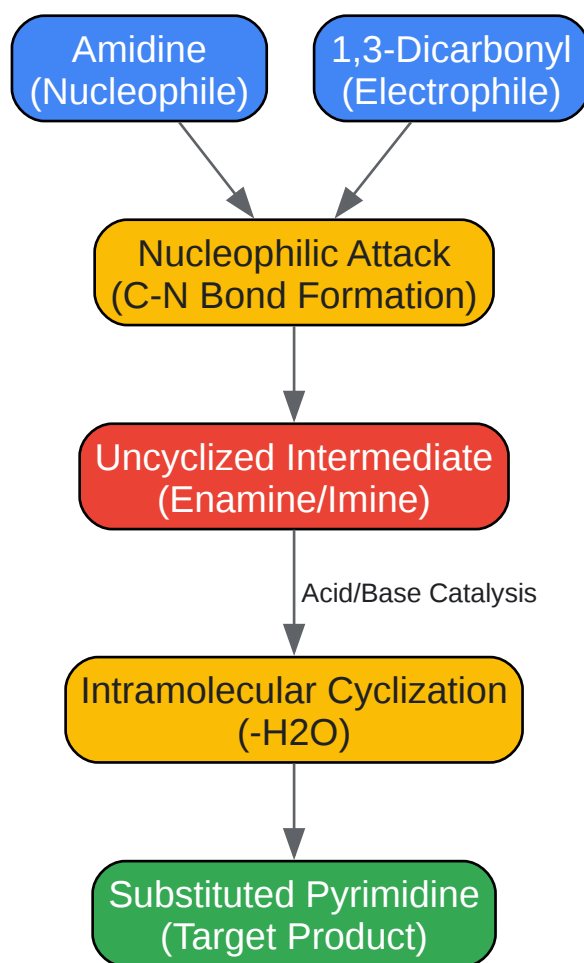 Amidine
(Nucleophile)
1,3-Dicarbonyl
(Electrophile)
Nucleophilic Attack
(C-N Bond Formation)
Uncyclized Intermediate
(Enamine/Imine)
Acid/Base Catalysis
Intramolecular Cyclization
(-H2O)
Substituted Pyrimidine
(Target Product)